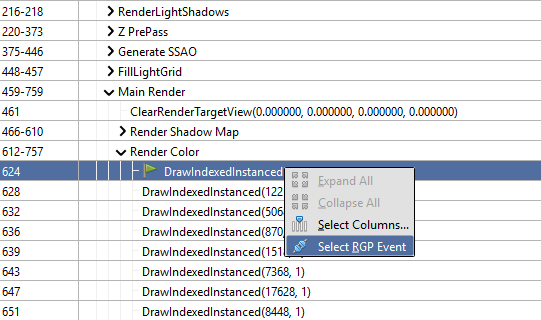 216-218 RenderLightShadows
220-373 Z PrePass
375-446 Generate SSAO
448-457 FillLightGrid
459-759 Main Render
461 ClearRenderTargetView(0.000000, 0.000000, 0.000000, 0.000000)
466-610 Render Shadow Map
612-757 Render Color
624 DrawIndexedInstanced
Expand All
628 DrawIndexedInstanced(122
Collapse All
632 DrawIndexedInstanced(506
Select Columns...
636 DrawIndexedInstanced(870
Select RGP Event
639 DrawIndexedInstanced(151
643 DrawIndexedInstanced(7368, 1)
647 DrawIndexedInstanced(17628, 1)
651 DrawIndexedInstanced(8448, 1)